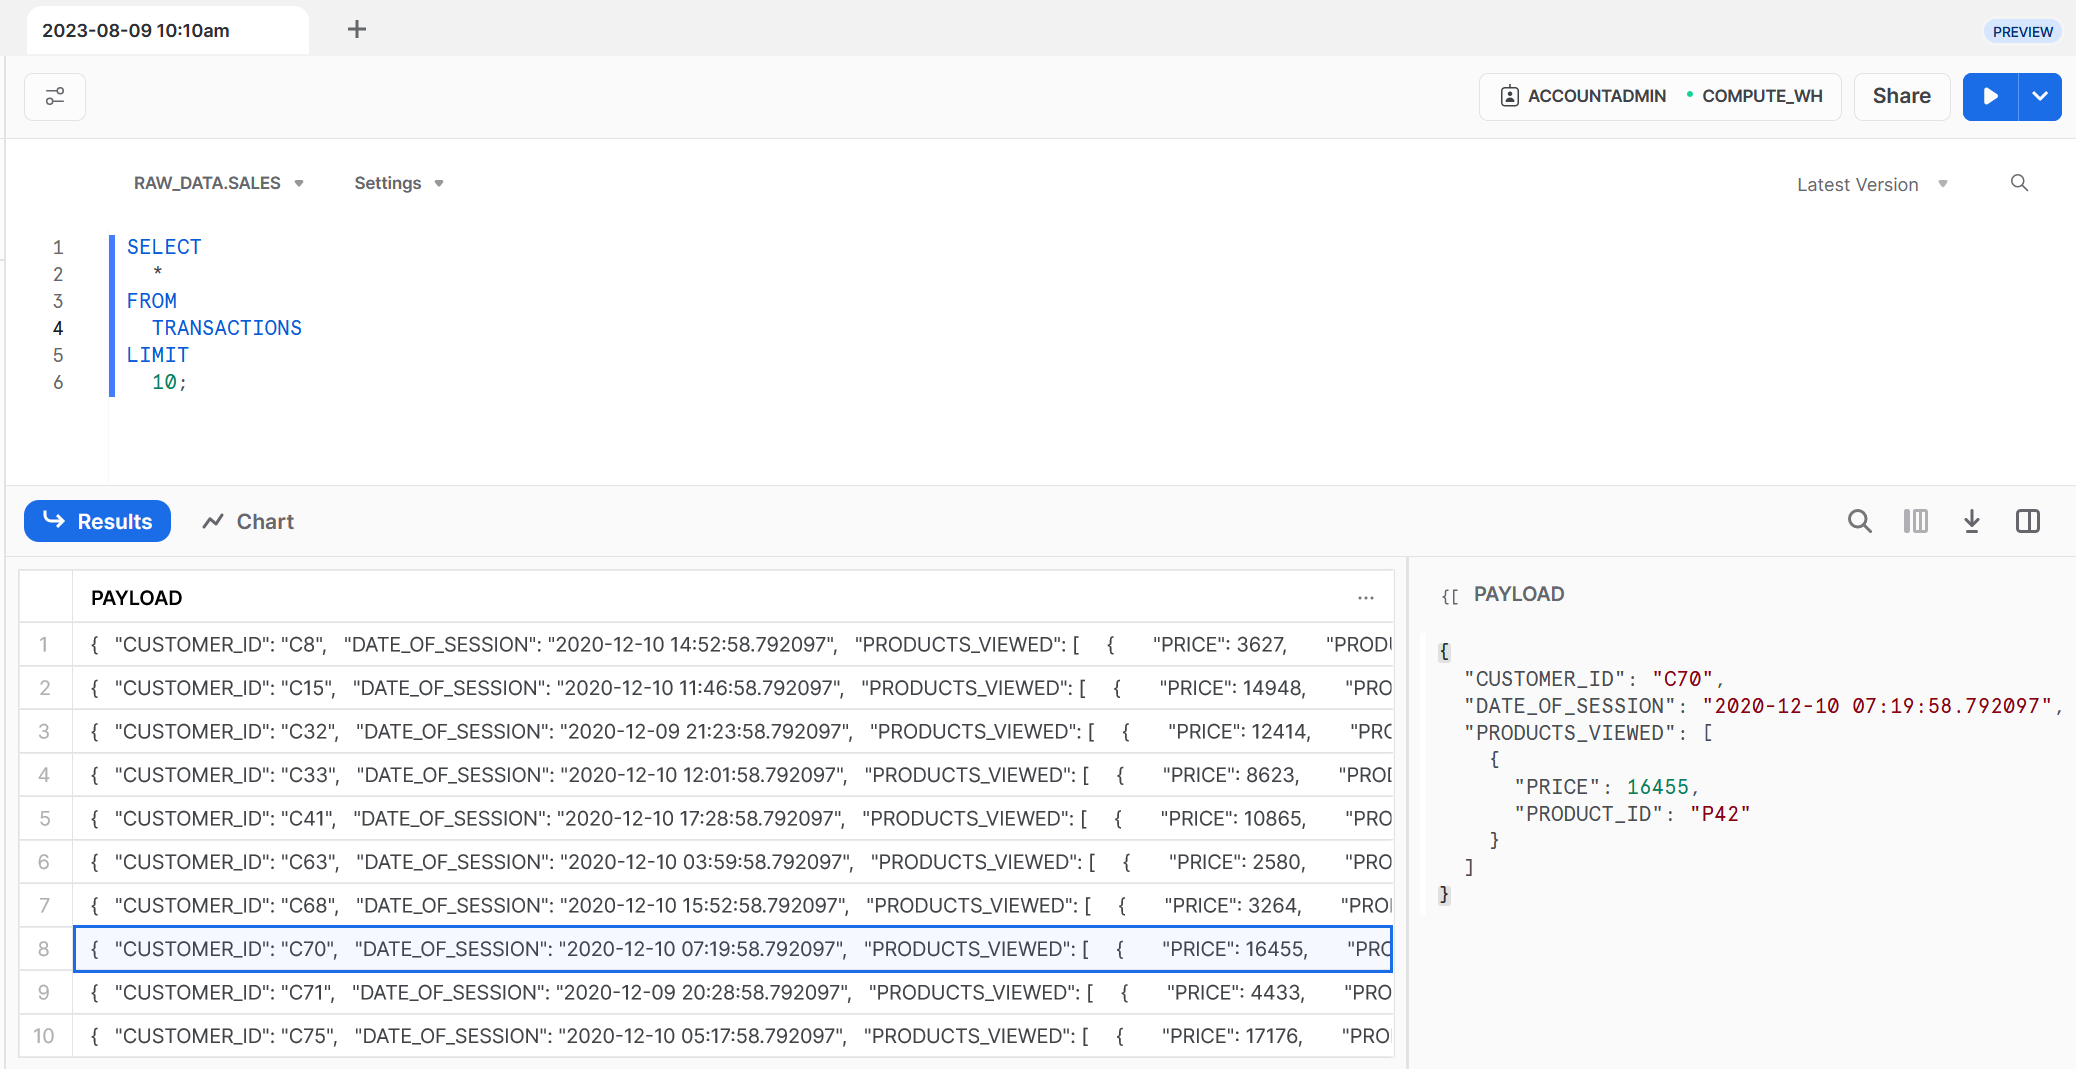 2023-08-09 10:10am
PREVIEW
ACCOUNTADMIN COMPUTE_WH
Share
RAW_DATA.SALES Settings Latest Version
1 SELECT
2 *
3 FROM
4 TRANSACTIONS
5 LIMIT
6 10;
Results Chart
PAYLOAD ...
1 { "CUSTOMER_ID": "C8", "DATE_OF_SESSION": "2020-12-10 14:52:58.792097", "PRODUCTS_VIEWED": [ { "PRICE": 3627, "PRODU
2 { "CUSTOMER_ID": "C15", "DATE_OF_SESSION": "2020-12-10 11:46:58.792097", "PRODUCTS_VIEWED": [ { "PRICE": 14948, "PRO
3 { "CUSTOMER_ID": "C32", "DATE_OF_SESSION": "2020-12-09 21:23:58.792097", "PRODUCTS_VIEWED": [ { "PRICE": 12414, "PRO
4 { "CUSTOMER_ID": "C33", "DATE_OF_SESSION": "2020-12-10 12:01:58.792097", "PRODUCTS_VIEWED": [ { "PRICE": 8623, "PROD
5 { "CUSTOMER_ID": "C41", "DATE_OF_SESSION": "2020-12-10 17:28:58.792097", "PRODUCTS_VIEWED": [ { "PRICE": 10865, "PRO
6 { "CUSTOMER_ID": "C63", "DATE_OF_SESSION": "2020-12-10 03:59:58.792097", "PRODUCTS_VIEWED": [ { "PRICE": 2580, "PRO
7 { "CUSTOMER_ID": "C68", "DATE_OF_SESSION": "2020-12-10 15:52:58.792097", "PRODUCTS_VIEWED": [ { "PRICE": 3264, "PRO
8 { "CUSTOMER_ID": "C70", "DATE_OF_SESSION": "2020-12-10 07:19:58.792097", "PRODUCTS_VIEWED": [ { "PRICE": 16455, "PRO
9 { "CUSTOMER_ID": "C71", "DATE_OF_SESSION": "2020-12-09 20:28:58.792097", "PRODUCTS_VIEWED": [ { "PRICE": 4433, "PRO
10 { "CUSTOMER_ID": "C75", "DATE_OF_SESSION": "2020-12-10 05:17:58.792097", "PRODUCTS_VIEWED": [ { "PRICE": 17176, "PRO
{[ PAYLOAD
{
"CUSTOMER_ID": "C70",
"DATE_OF_SESSION": "2020-12-10 07:19:58.792097",
"PRODUCTS_VIEWED": [
{
"PRICE": 16455,
"PRODUCT_ID": "P42"
}
]
}